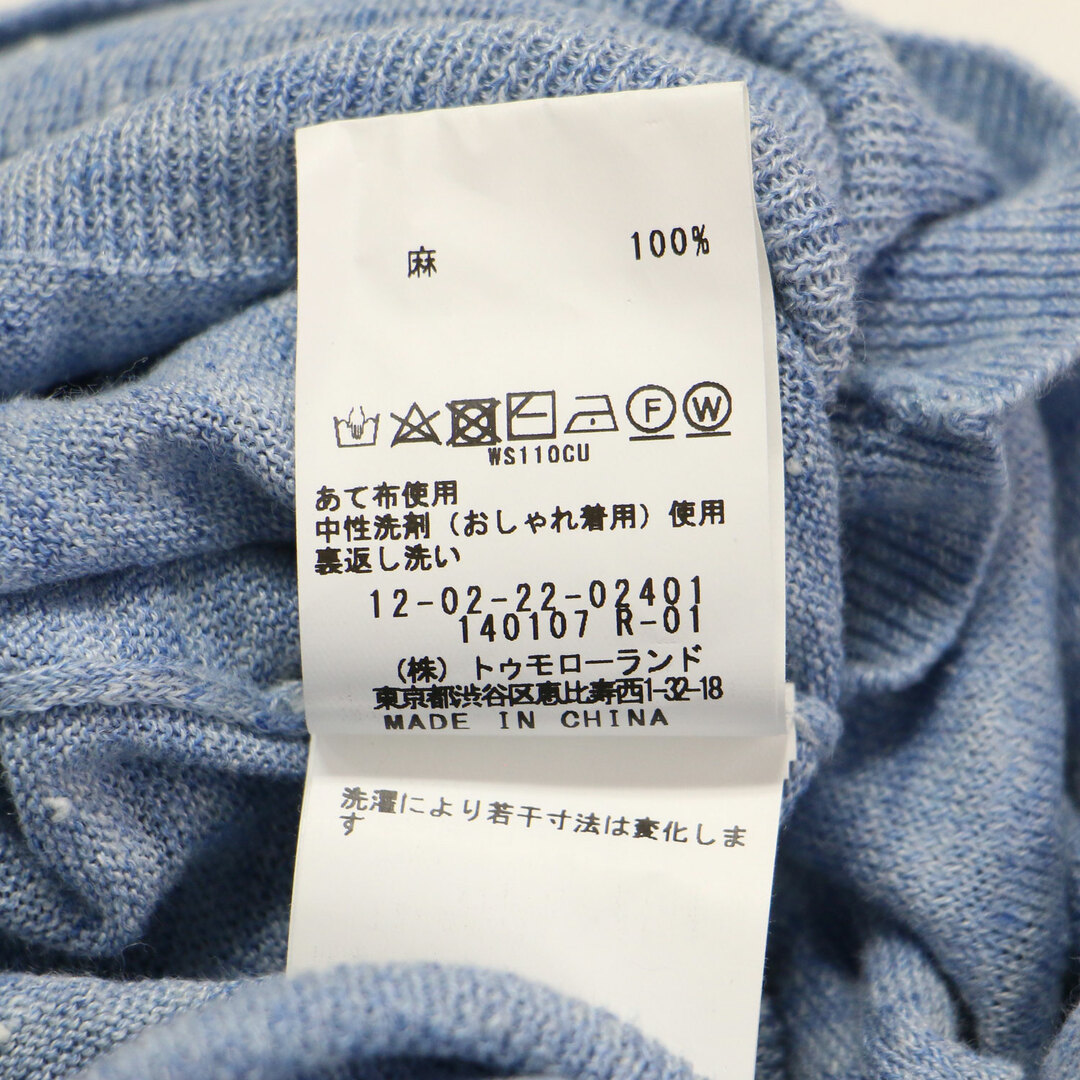 麻 100%
F W
WS110CU
あて布使用
中性洗剤（おしゃれ着用）使用
裏返し洗い
12-02-22-02401
140107 R-01
（株）トゥモローランド
東京都渋谷区恵比寿西1-32-18
MADE IN CHINA
洗濯により若干寸法は変化しま
す